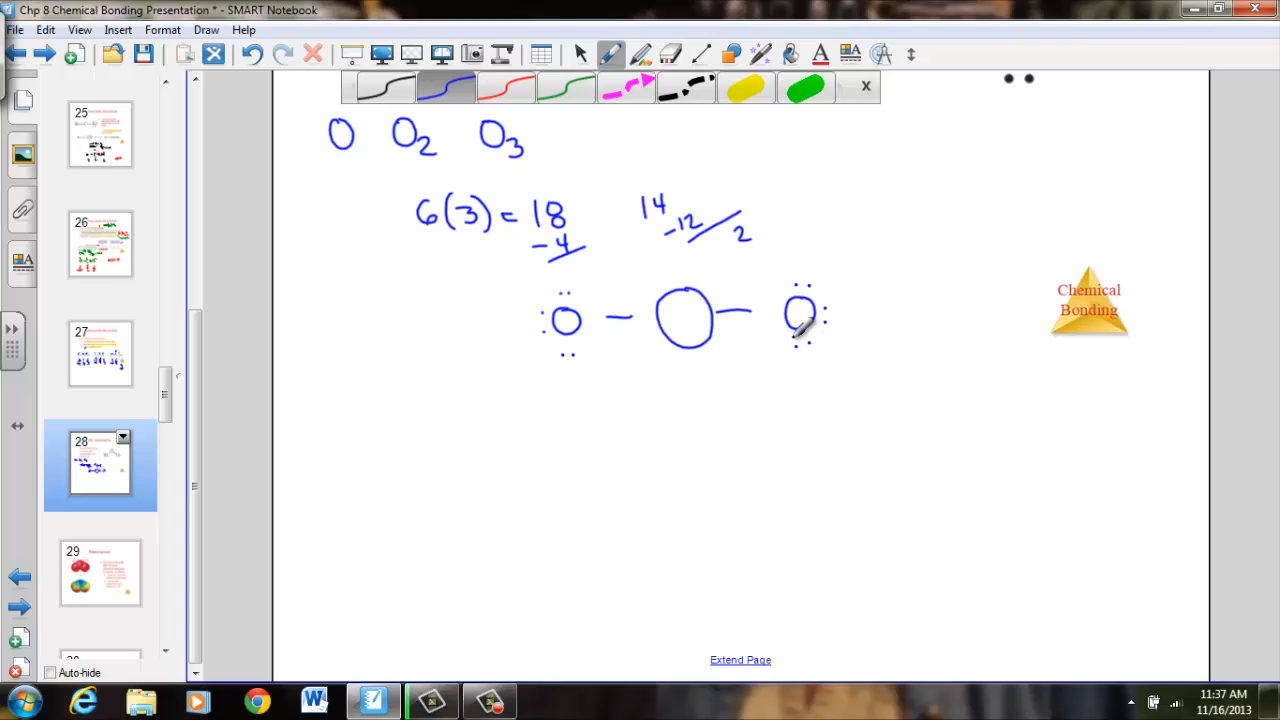 Chp 8 Chemical Bonding Presentation * - SMART Notebook
File Edit View Insert Format Draw Help
x
25
26
27
28
29
O O2 O3
6(3) = 18 14
-4 -12 2
O - O - O
Chemical
Bonding
Extend Page
Auto-hide
11:37 AM
11/16/2013